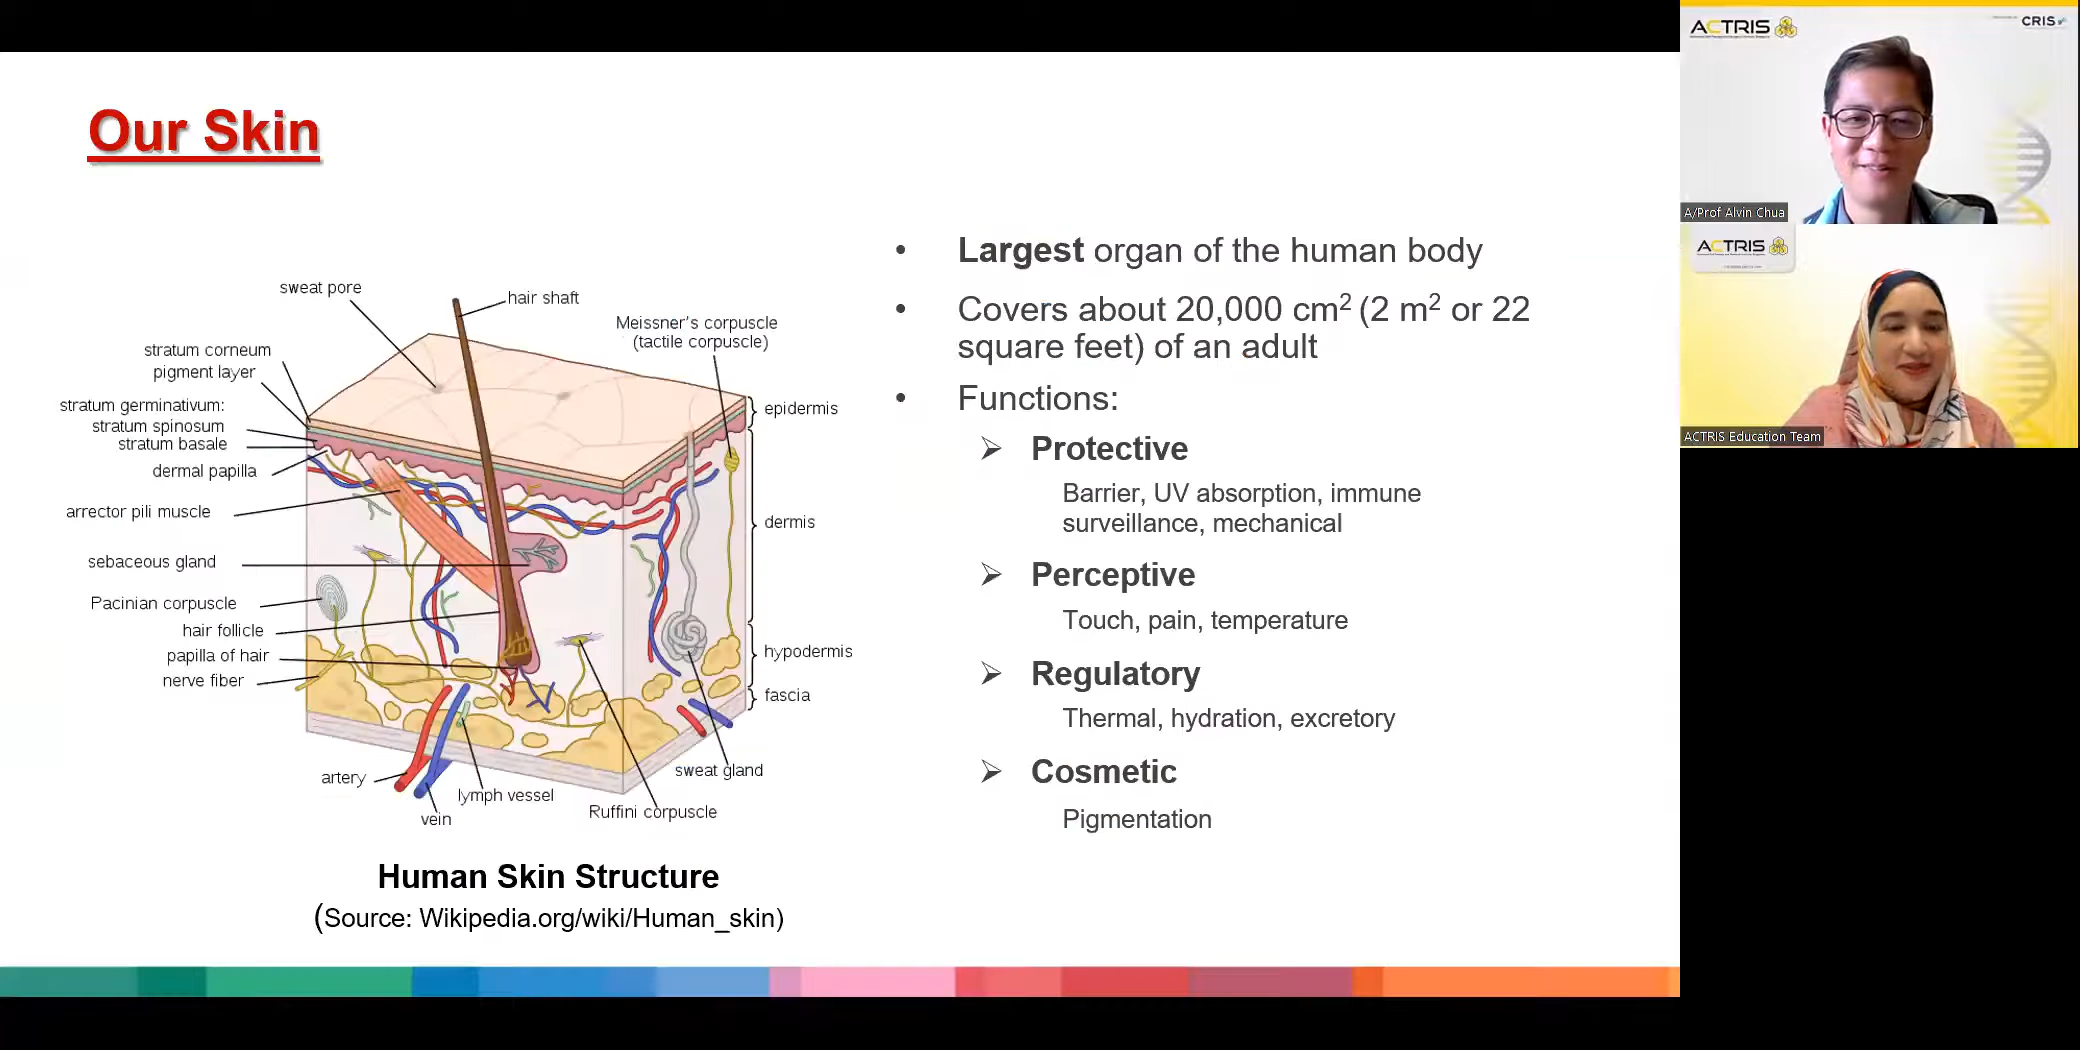 Our Skin
sweat pore
hair shaft
Meissner's corpuscle
(tactile corpuscle)
stratum corneum
pigment layer
stratum germinativum:
stratum spinosum
stratum basale
dermal papilla
arrector pili muscle
sebaceous gland
Pacinian corpuscle
hair follicle
papilla of hair
nerve fiber
epidermis
dermis
hypodermis
fascia
artery
vein
lymph vessel
Ruffini corpuscle
sweat gland
Human Skin Structure
(Source: Wikipedia.org/wiki/Human_skin)
• Largest organ of the human body
• Covers about 20,000 cm² (2 m² or 22
square feet) of an adult
• Functions:
➢ Protective
Barrier, UV absorption, immune
surveillance, mechanical
➢ Perceptive
Touch, pain, temperature
➢ Regulatory
Thermal, hydration, excretory
➢ Cosmetic
Pigmentation
ACTRIS
CRIS
A/Prof Alvin Chua
ACTRIS
ACTRIS Education Team